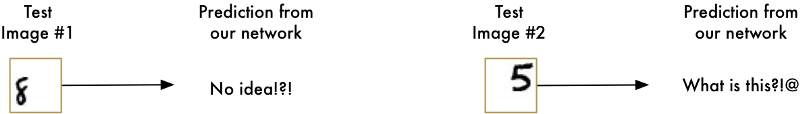 Test
Image #1
Prediction from
our network
8
No idea!?!
Test
Image #2
Prediction from
our network
5
What is this?!@